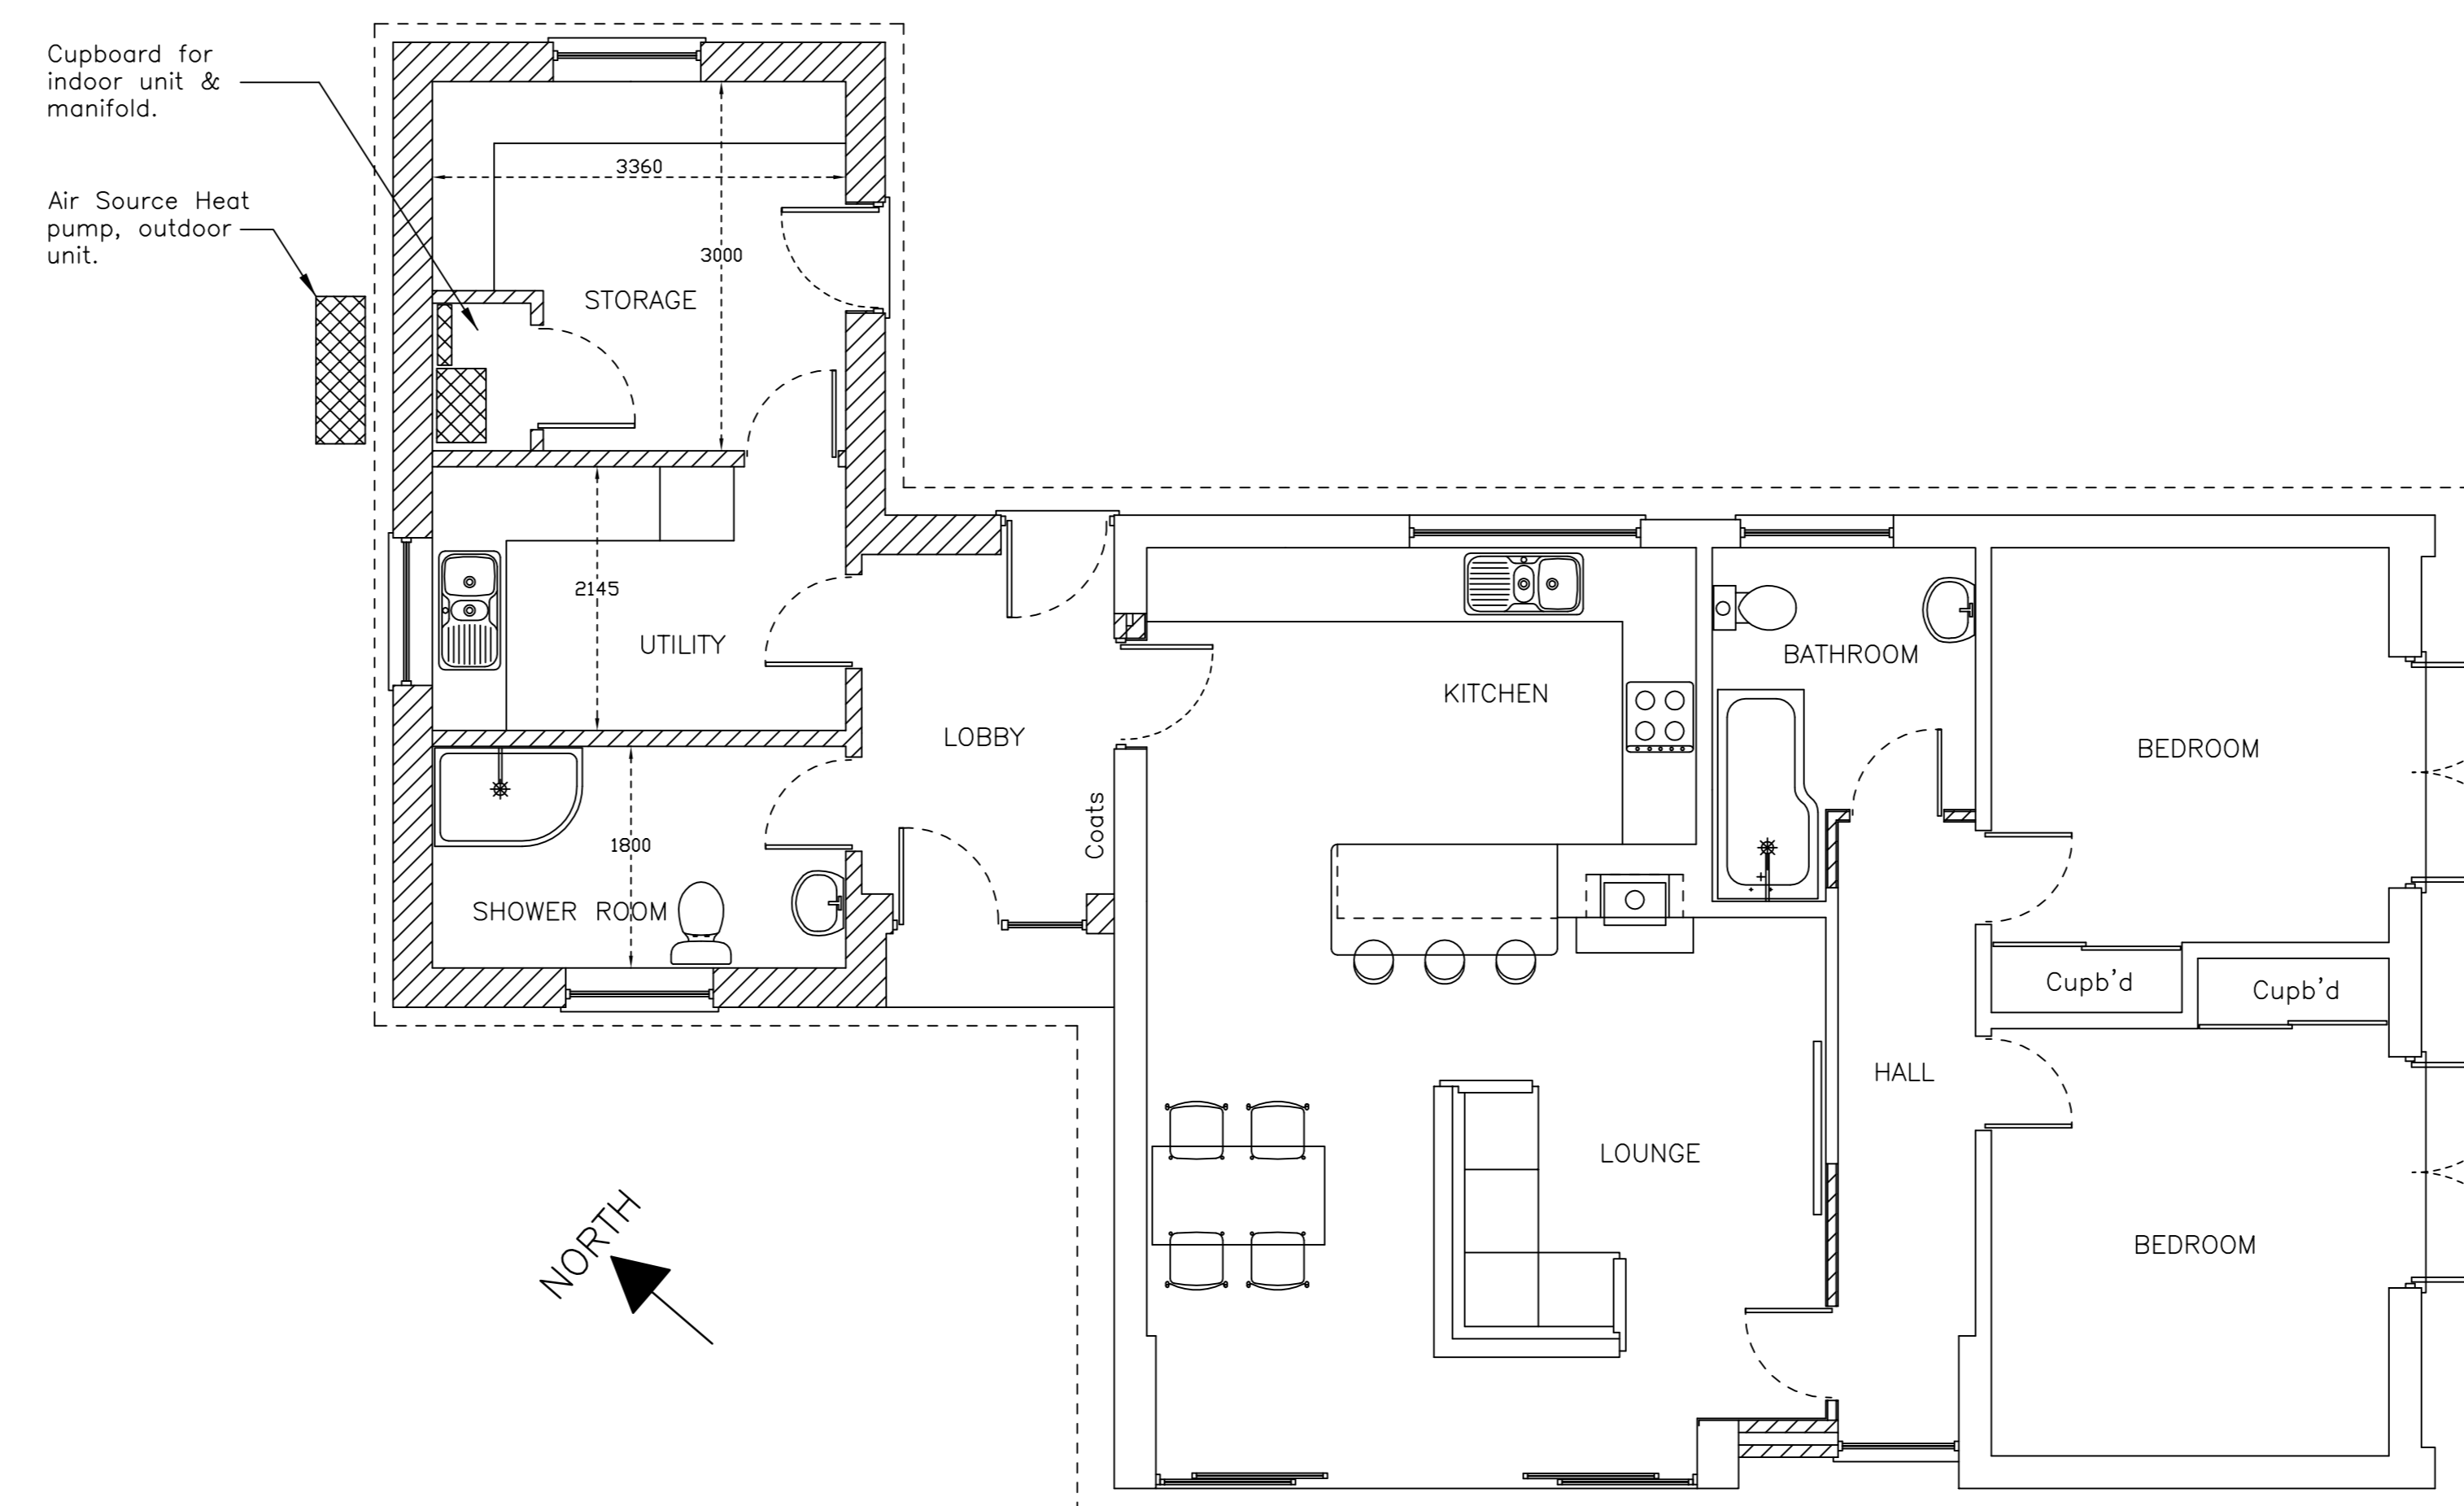 Cupboard for
indoor unit &
manifold.
Air Source Heat
pump, outdoor
unit.
3360
3000
STORAGE
2145
UTILITY
LOBBY
KITCHEN
BATHROOM
BEDROOM
Coats
1800
SHOWER ROOM
Cupb'd
Cupb'd
HALL
LOUNGE
NORTH
BEDROOM